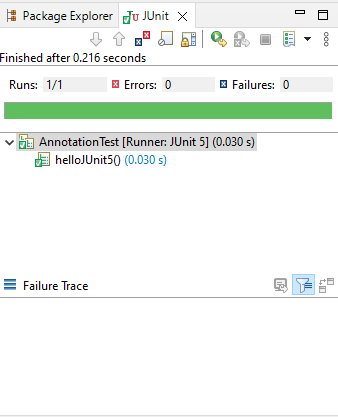 Package Explorer JUnit
Finished after 0.216 seconds
Runs: 1/1 Errors: 0 Failures: 0
AnnotationTest [Runner: JUnit 5] (0.030 s)
helloJUnit5() (0.030 s)
Failure Trace